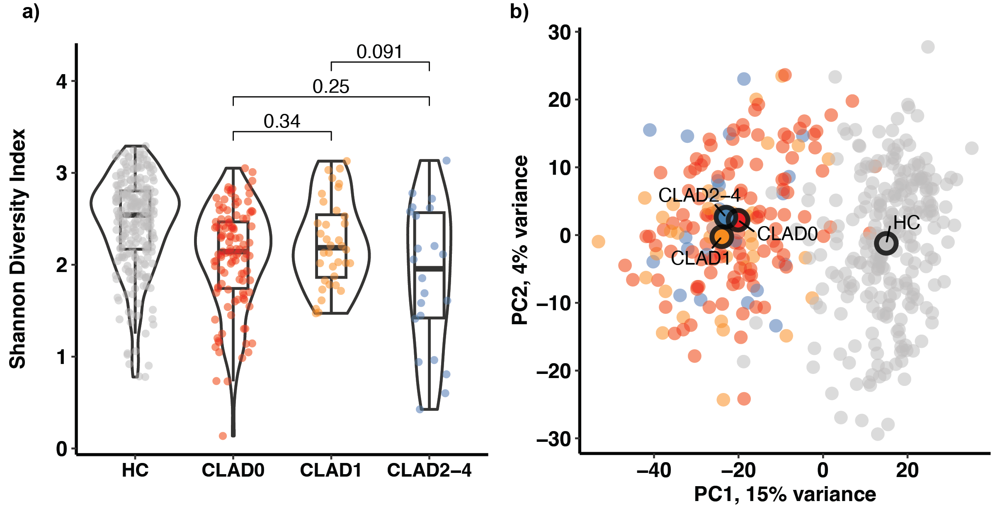 a)
Shannon Diversity Index
4
3
2
1
0
0.091
0.25
0.34
HC CLAD0 CLAD1 CLAD2–4
b)
PC2, 4% variance
30
20
10
0
–10
–20
–30
CLAD2–4
HC
CLAD0
CLAD1
–40 –20 0 20
PC1, 15% variance